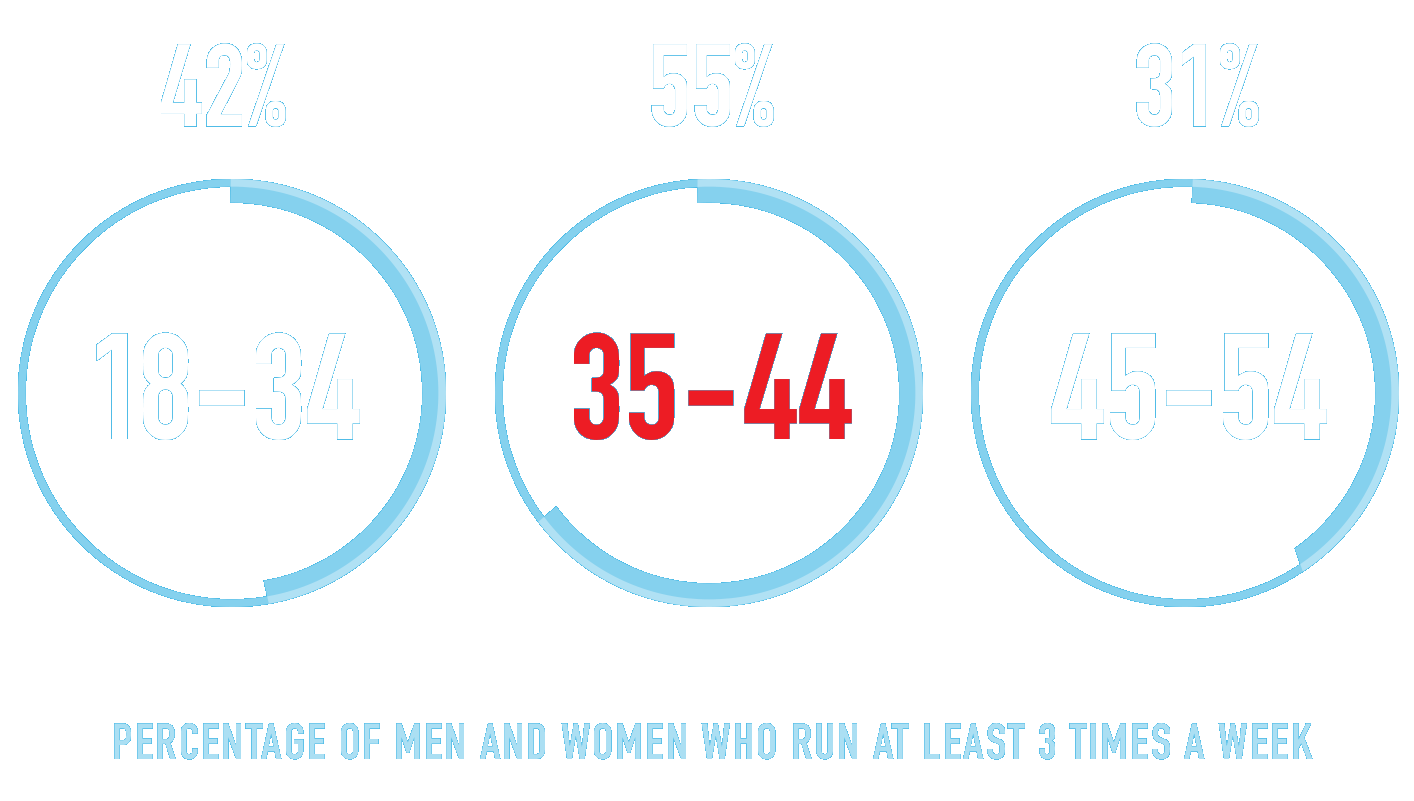 42% 55% 31%
18–34 35–44 45–54
PERCENTAGE OF MEN AND WOMEN WHO RUN AT LEAST 3 TIMES A WEEK